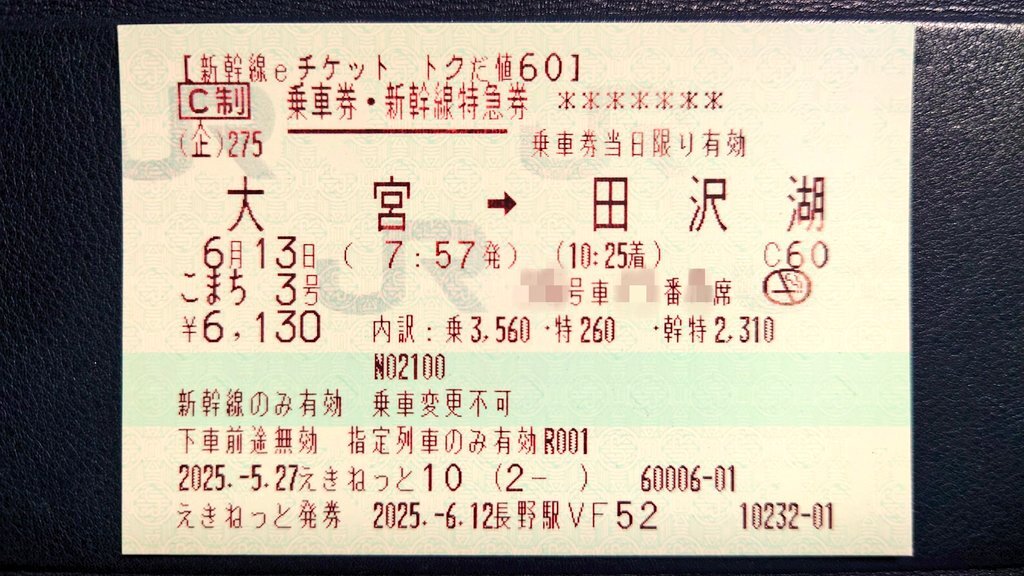 【新幹線eチケット トクだ値60】
C制 乗車券・新幹線特急券 *******
(企)275 乗車券当日限り有効
大宮 → 田沢湖
6月13日 ( 7:57発) (10:25着) C60
こまち 3号 号車 番 席
¥6,130 内訳:乗3,560・特260 ・幹特2,310
N02100
新幹線のみ有効 乗車変更不可
下車前途無効 指定列車のみ有効R001
2025.-5.27えきねっと10 (2- ) 60006-01
えきねっと発券 2025.-6.12長野駅VF52 10232-01